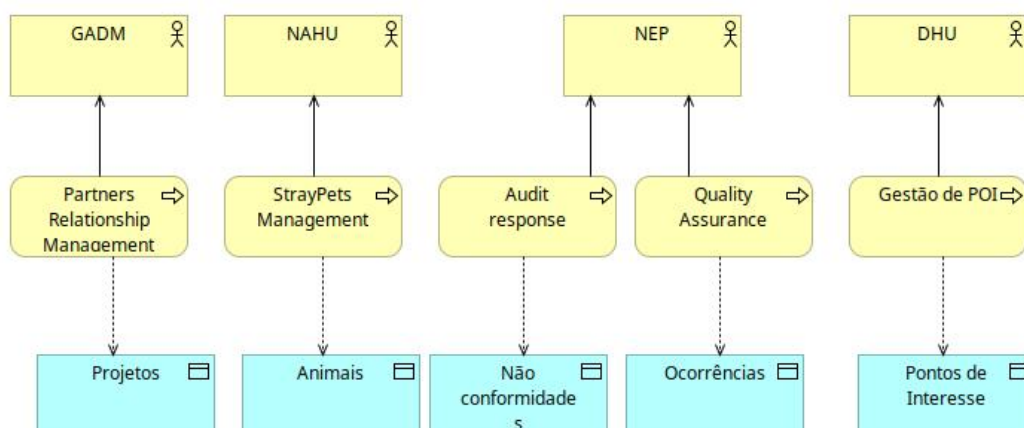 GADM
NAHU
NEP
DHU
Partners
Relationship
Management
StrayPets
Management
Audit
response
Quality
Assurance
Gestão de POI
Projetos
Animais
Não
conformidade
s
Ocorrências
Pontos de
Interesse